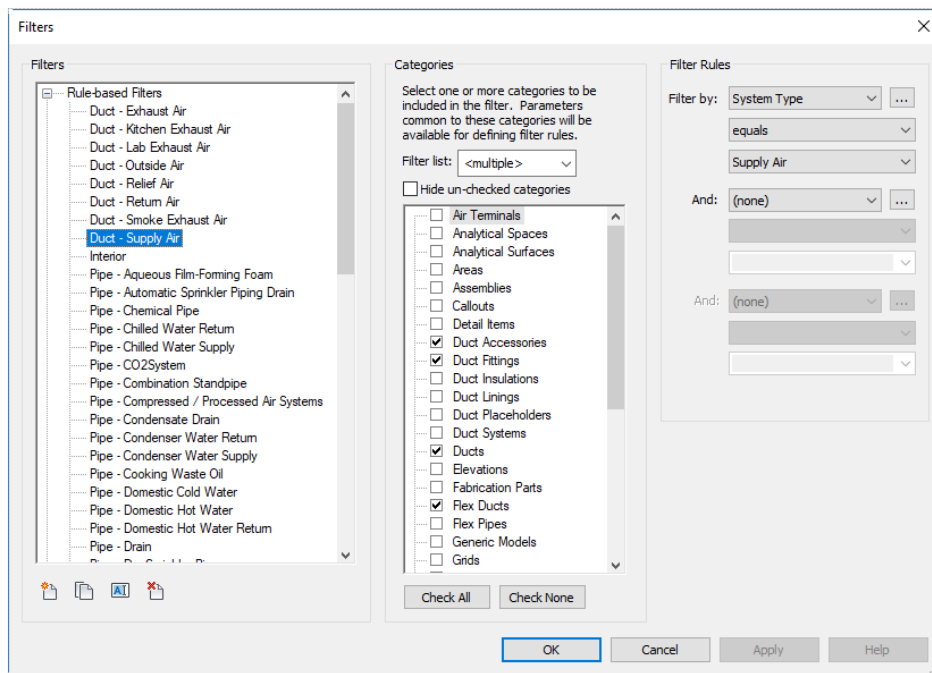 Filters
Filters
Rule-based Filters
Duct - Exhaust Air
Duct - Kitchen Exhaust Air
Duct - Lab Exhaust Air
Duct - Outside Air
Duct - Relief Air
Duct - Return Air
Duct - Smoke Exhaust Air
Duct - Supply Air
Interior
Pipe - Aqueous Film-Forming Foam
Pipe - Automatic Sprinkler Piping Drain
Pipe - Chemical Pipe
Pipe - Chilled Water Return
Pipe - Chilled Water Supply
Pipe - CO2System
Pipe - Combination Standpipe
Pipe - Compressed / Processed Air Systems
Pipe - Condensate Drain
Pipe - Condenser Water Return
Pipe - Condenser Water Supply
Pipe - Cooking Waste Oil
Pipe - Domestic Cold Water
Pipe - Domestic Hot Water
Pipe - Domestic Hot Water Return
Pipe - Drain
Categories
Select one or more categories to be
included in the filter. Parameters
common to these categories will be
available for defining filter rules.
Filter list: <multiple>
Hide un-checked categories
Air Terminals
Analytical Spaces
Analytical Surfaces
Areas
Assemblies
Callouts
Detail Items
Duct Accessories
Duct Fittings
Duct Insulations
Duct Linings
Duct Placeholders
Duct Systems
Ducts
Elevations
Fabrication Parts
Flex Ducts
Flex Pipes
Generic Models
Grids
Check All Check None
Filter Rules
Filter by: System Type ...
equals
Supply Air
And: (none) ...
And: (none) ...
OK Cancel Apply Help